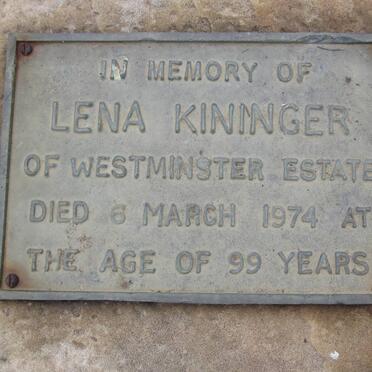 IN MEMORY OF
LENA KININGER
OF WESTMINSTER ESTATE
DIED 6 MARCH 1974 AT
THE AGE OF 99 YEARS